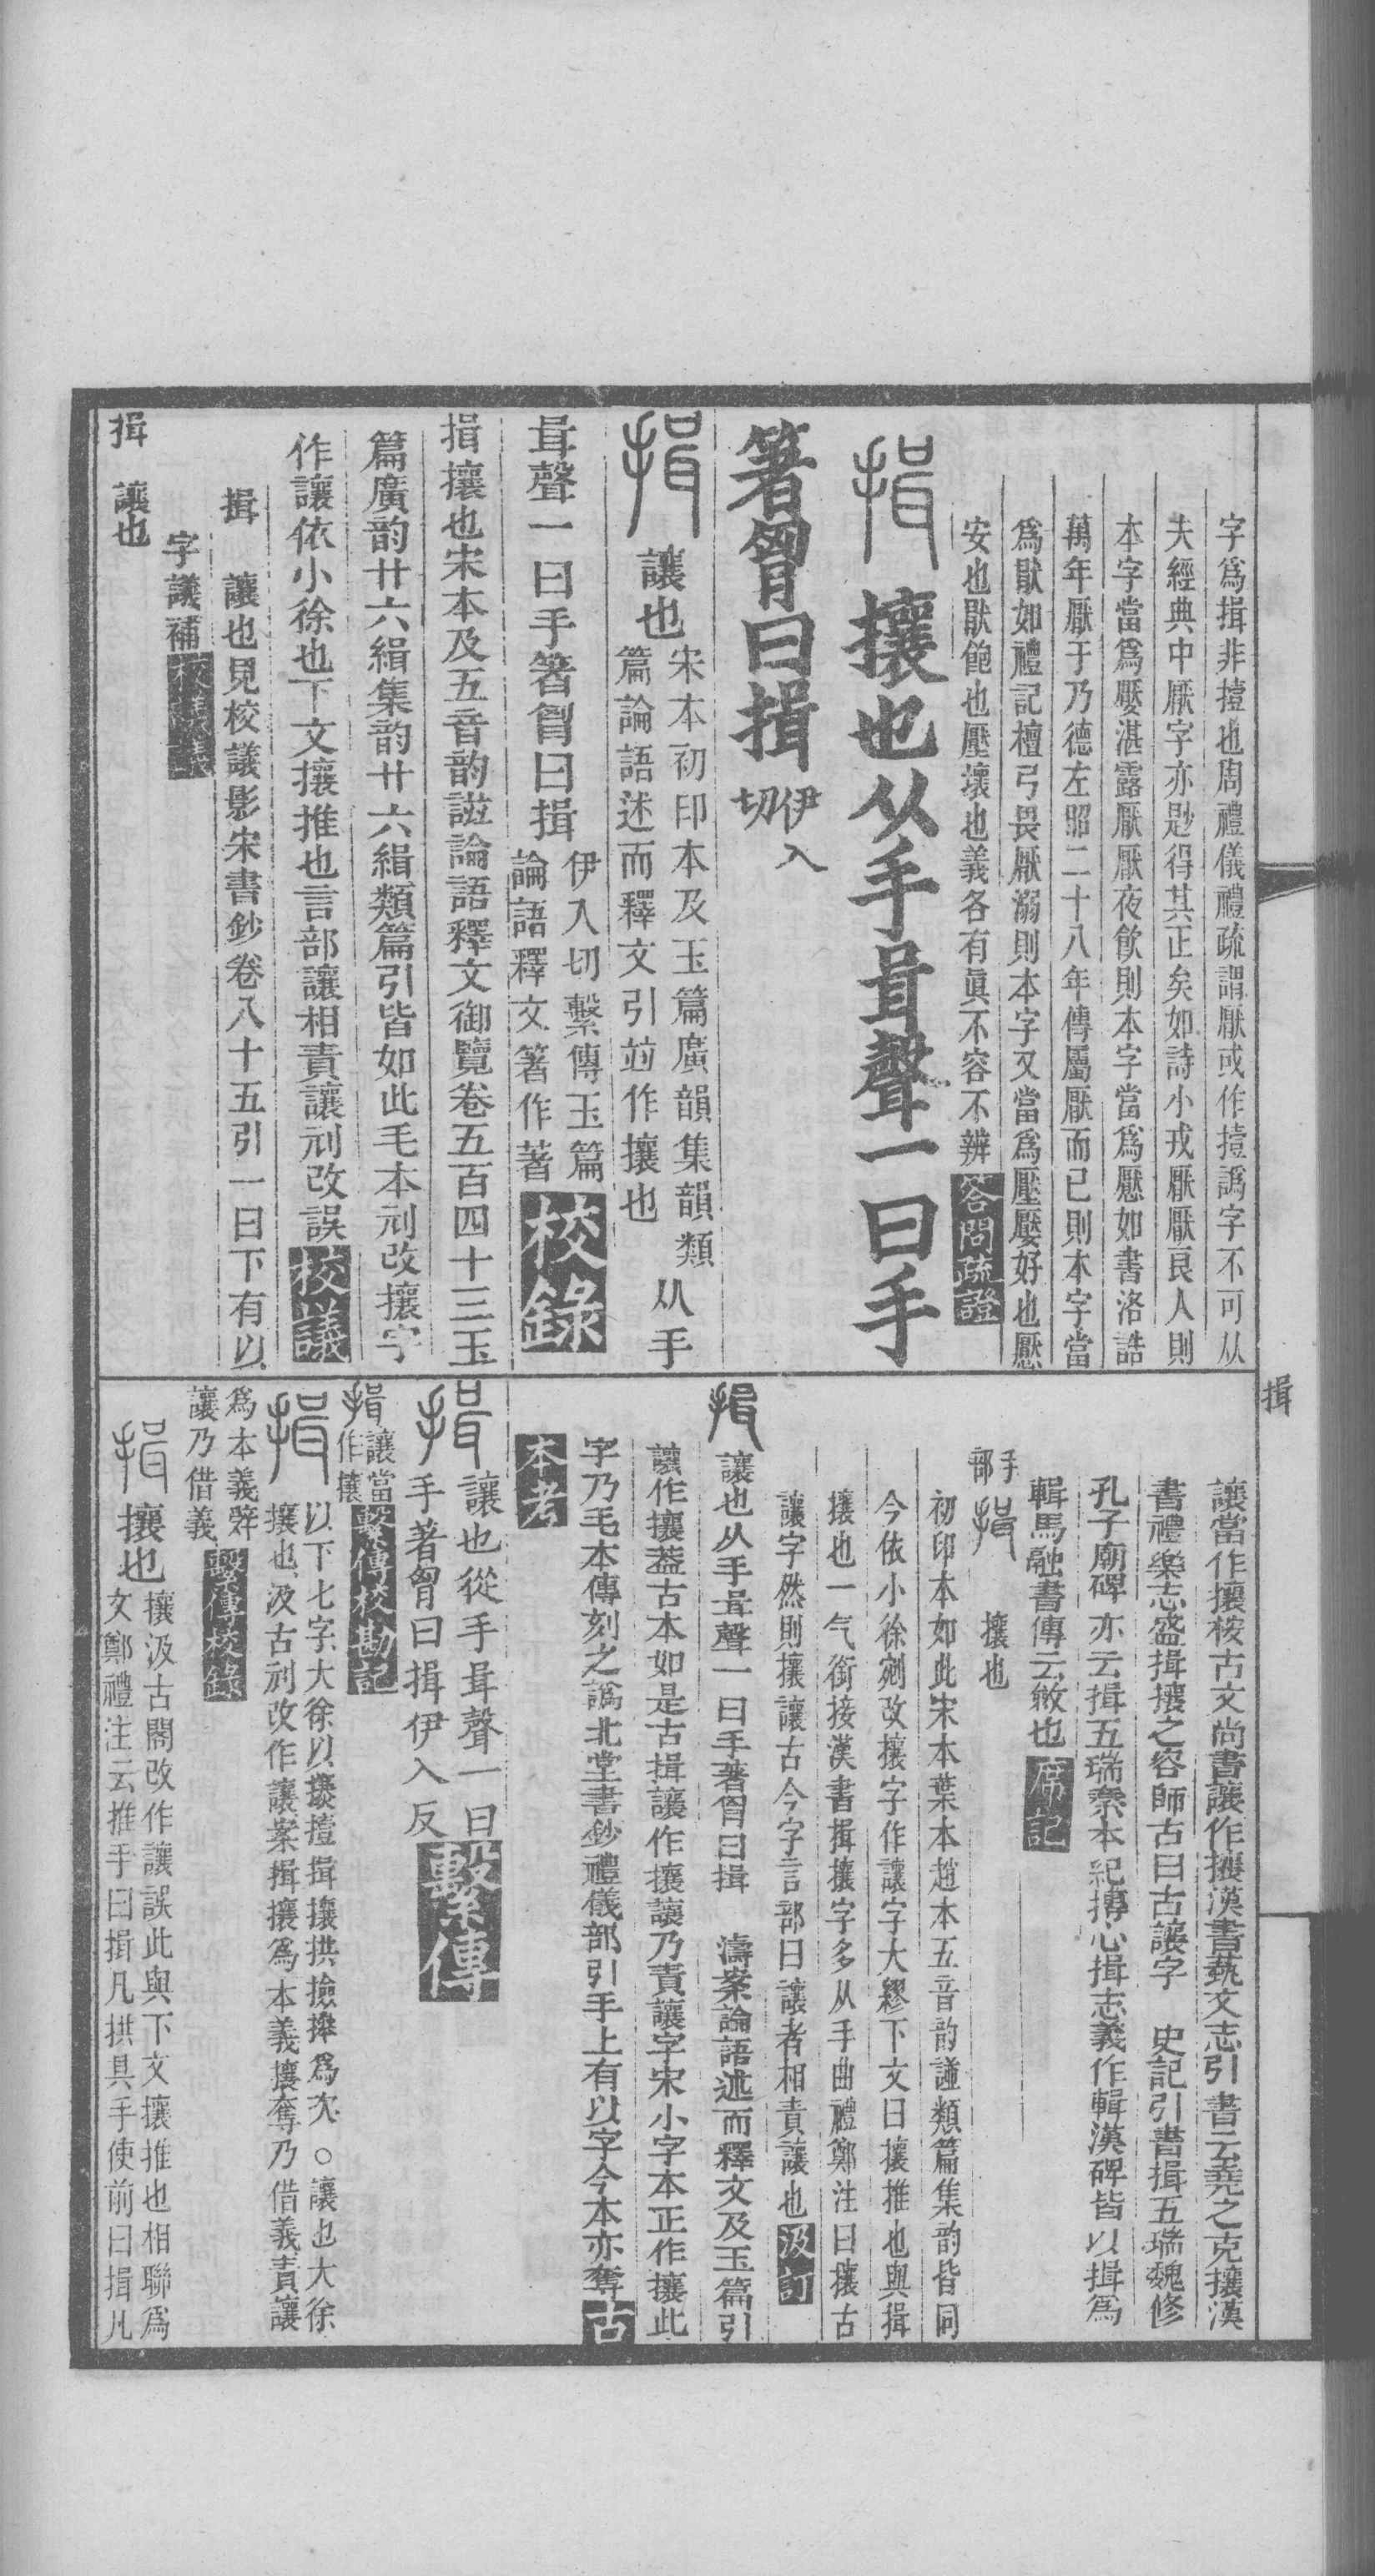 字爲揖非擡也周禮儀禮疏謂厭或作擡譌字不可从
夫經典中厭字亦尟得其正矣如詩小戎厭厭良人則
本字當爲嬮湛露厭厭夜飲則本字當爲懕如書洛誥
萬年厭于乃德左昭二十八年傳屬厭而已則本字當
爲猒如禮記檀弓畏厭溺則本字又當爲壓嬮好也懕
安也猒飽也壓壞也義各有眞不容不辨 答問疏證
揖 攘也从手咠聲一曰手
箸胷曰揖 伊入切
揖 讓也 宋本初印本及玉篇廣韻集韻類
篇論語述而釋文引竝作攘也 从手
咠聲一曰手箸胷曰揖 伊入切繫傳玉篇
論語釋文箸作著 校錄
揖攘也宋本及五音韵譜論語釋文御覽卷五百四十三玉
篇廣韵廿六緝集韵廿六緝類篇引皆如此毛本剜改攘字
作讓依小徐也下文攘推也言部讓相責讓剜改誤 校議
揖 讓也見校議影宋書鈔卷八十五引一曰下有以
字議補 校議議
揖 讓也
揖
讓當作攘桉古文尚書讓作攘漢書藝文志引書云堯之克攘漢
書禮樂志盛揖攘之容師古曰古讓字 史記引書揖五瑞魏修
孔子廟碑亦云揖五瑞秦本紀摶心揖志義作輯漢碑皆以揖爲
輯馬融書傳云斂也 席記
手部 揖 攘也
初印本如此宋本葉本趙本五音韵譜類篇集韵皆同
今依小徐剜改攘字作讓字大繆下文曰攘推也與揖
攘也一气銜接漢書揖攘字多从手曲禮鄭注曰攘古
讓字然則攘讓古今字言部曰讓者相責讓也 汲訂
揖 讓也从手咠聲一曰手著胷曰揖 濤案論語述而釋文及玉篇引
讓作攘葢古本如是古揖讓作攘讓乃責讓字宋小字本正作攘此
字乃毛本傳刻之譌北堂書鈔禮儀部引手上有以字今本亦奪 古
本考
揖 讓也從手咠聲一曰
手著胷曰揖伊入反 繫傳
揖 讓當
作攘 繫傳校勘記
揖 以下七字大徐以擡揖攘拱撿爲次○讓也大徐
攘也汲古剜改作讓案揖攘爲本義攘奪乃借義責讓
爲本義
讓乃借義 繫傳校錄
揖 攘也 攘汲古閣改作讓誤此與下文攘推也相聯爲
文鄭禮注云推手曰揖凡拱其手使前曰揖凡